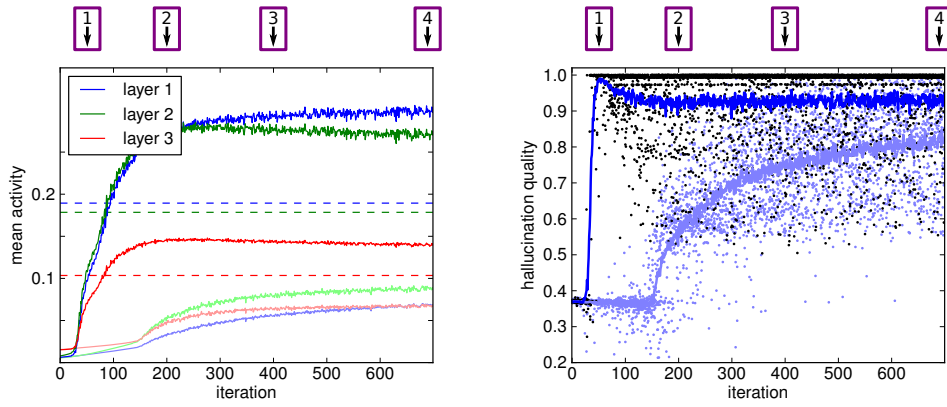 1 2 3 4
layer 1
layer 2
layer 3
0.2
0.1
mean activity
0 100 200 300 400 500 600
iteration
1 2 3 4
1.0
0.9
0.8
0.7
0.6
0.5
0.4
0.3
0.2
hallucination quality
0 100 200 300 400 500 600
iteration